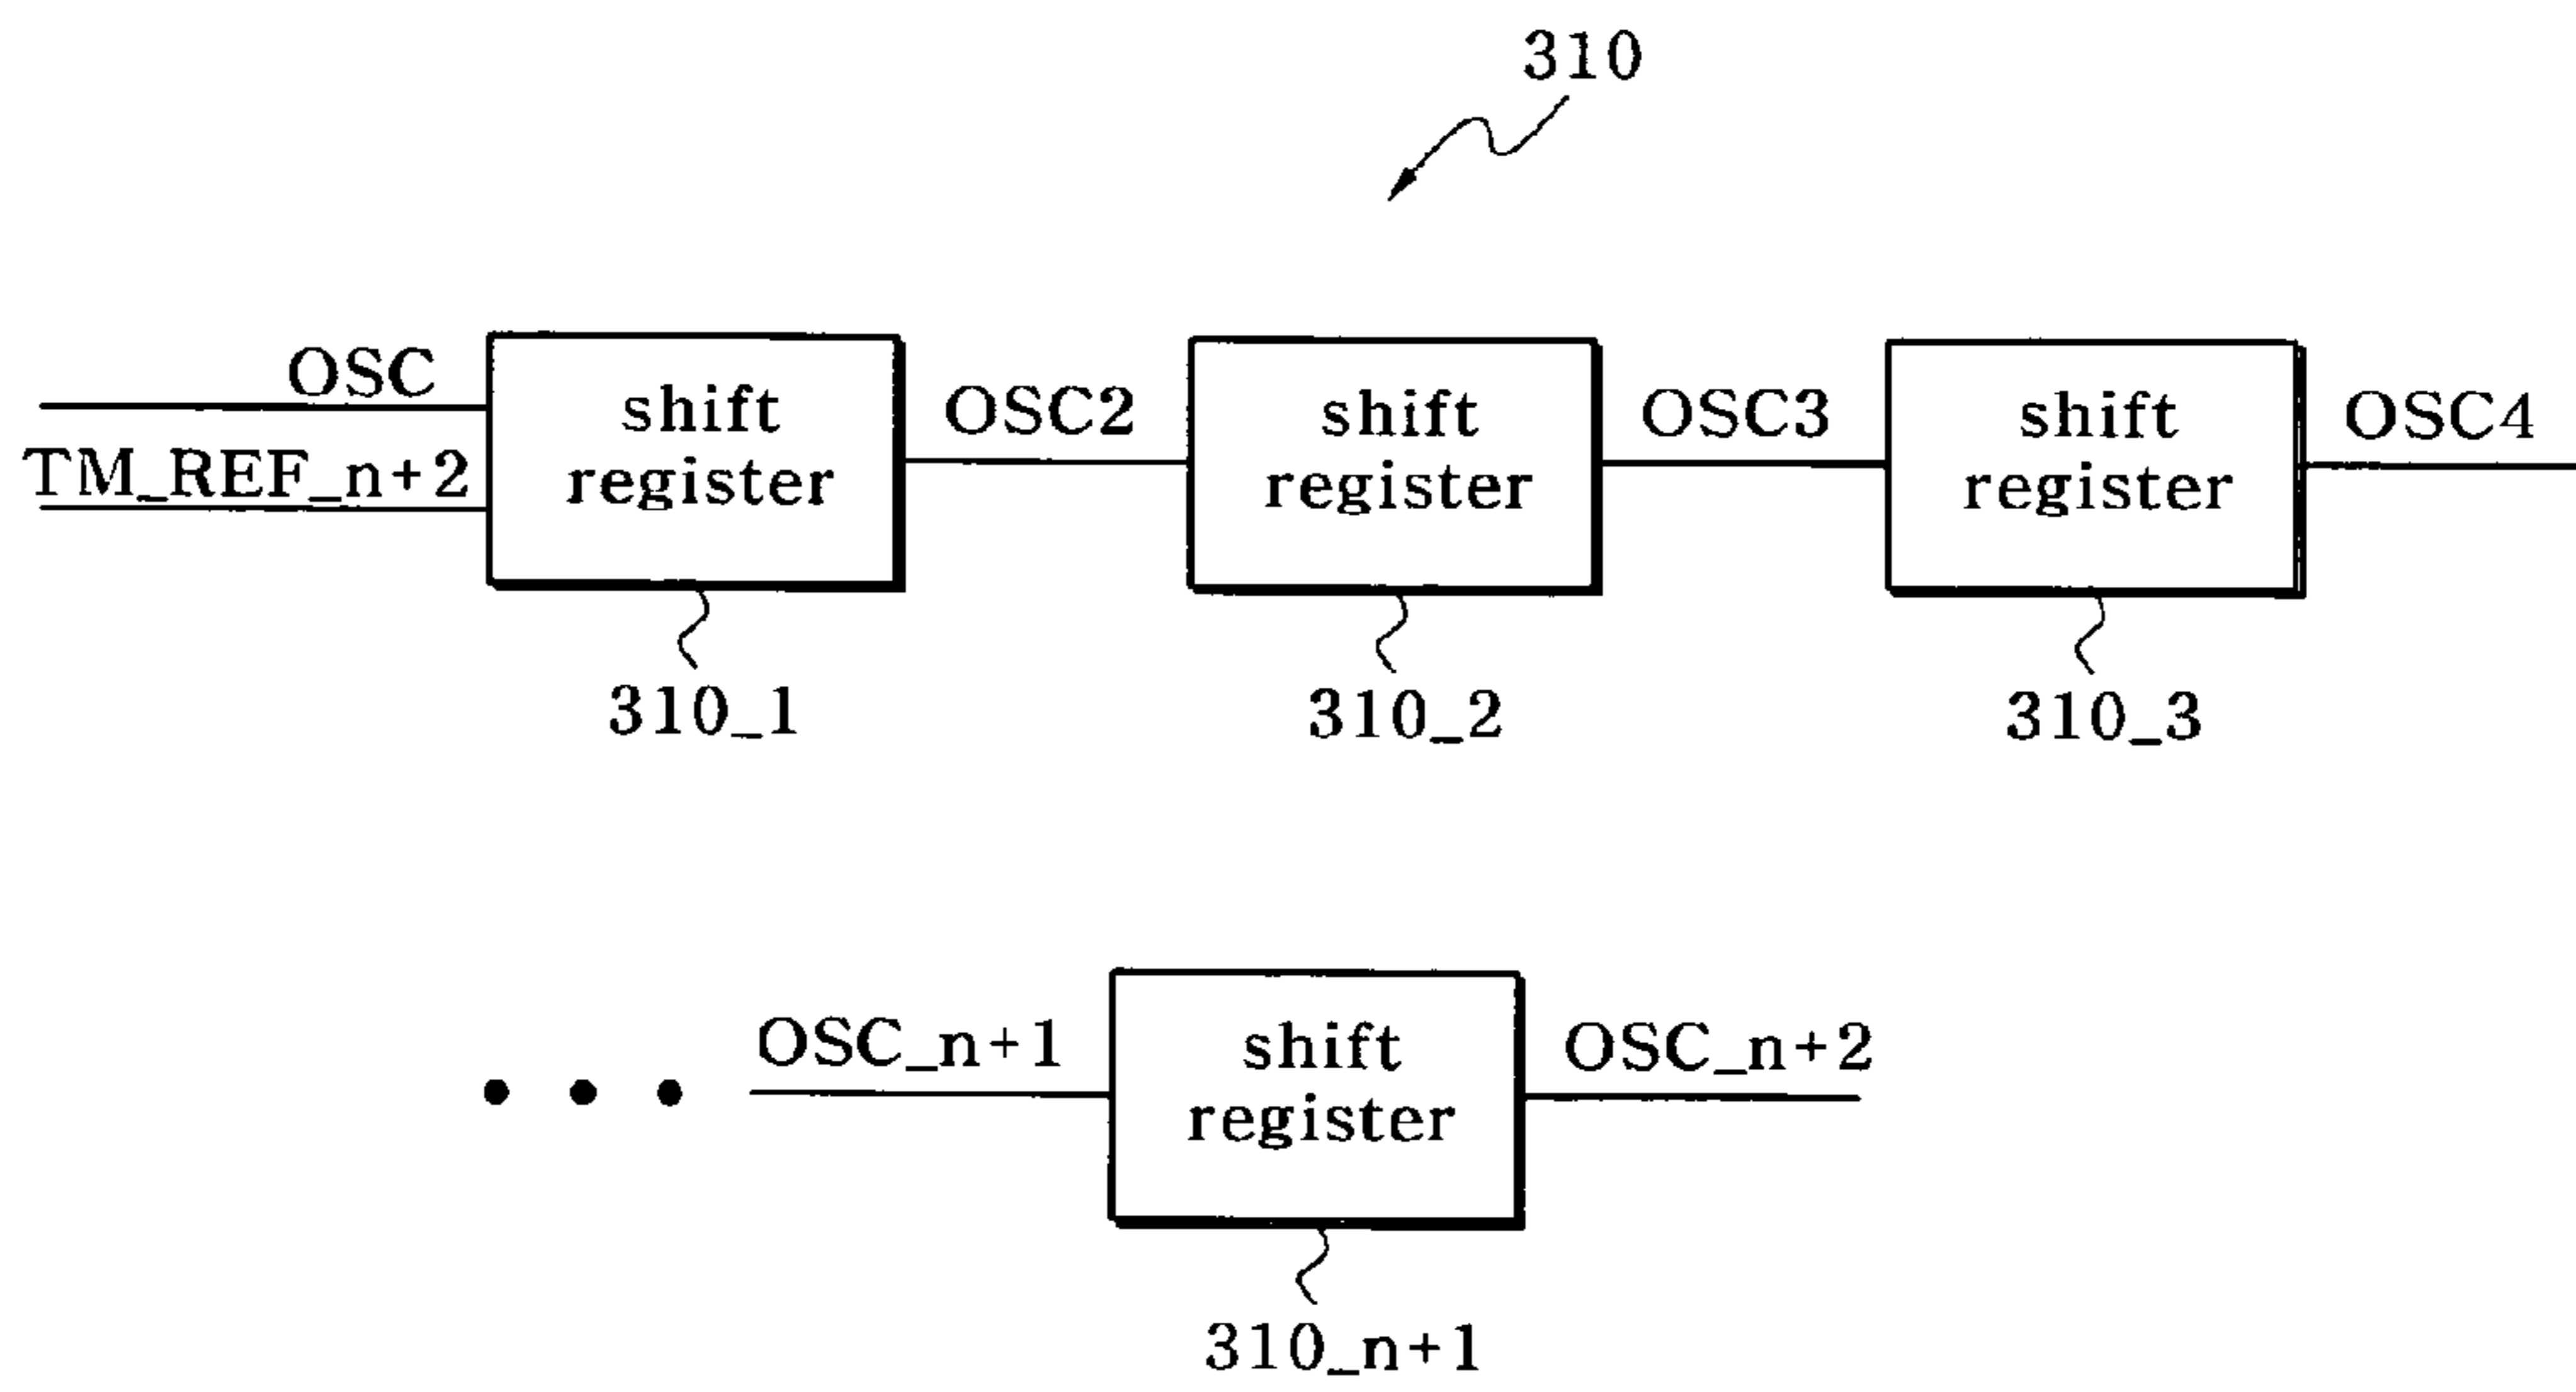 310
OSC
TM_REF_n+2
shift
register
OSC2
shift
register
OSC3
shift
register
OSC4
310_1
310_2
310_3
OSC_n+1
shift
register
OSC_n+2
310_n+1